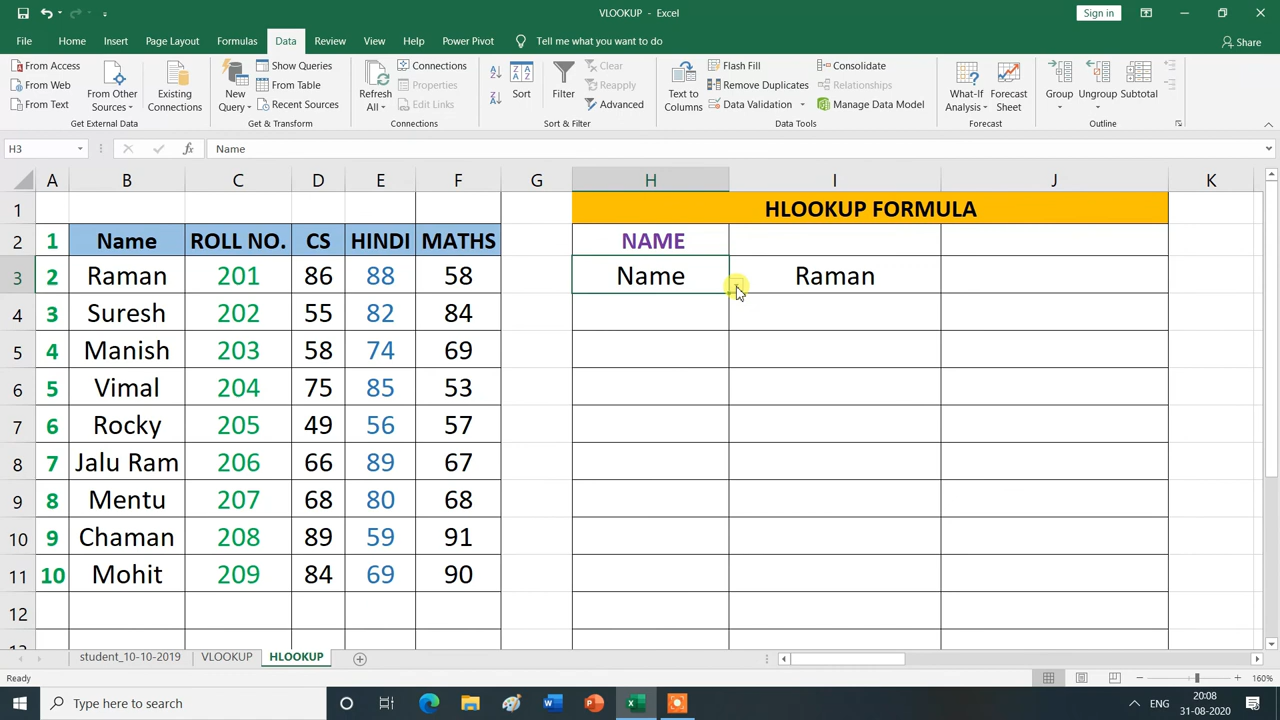 VLOOKUP - Excel
Sign in
File Home Insert Page Layout Formulas Data Review View Help Power Pivot Tell me what you want to do Share
From Access
From Web
From Text
From Other Sources
Existing Connections
Get External Data
New Query
Show Queries
From Table
Recent Sources
Get & Transform
Refresh All
Connections
Properties
Edit Links
Connections
Sort
Filter
Clear
Reapply
Advanced
Sort & Filter
Text to Columns
Flash Fill
Remove Duplicates
Data Validation
Consolidate
Relationships
Manage Data Model
Data Tools
What-If Analysis
Forecast Sheet
Forecast
Group
Ungroup
Subtotal
Outline
H3 fx Name
A B C D E F G H I J K
1 HLOOKUP FORMULA
2 1 Name ROLL NO. CS HINDI MATHS NAME
3 2 Raman 201 86 88 58 Name Raman
4 3 Suresh 202 55 82 84
5 4 Manish 203 58 74 69
6 5 Vimal 204 75 85 53
7 6 Rocky 205 49 56 57
8 7 Jalu Ram 206 66 89 67
9 8 Mentu 207 68 80 68
10 9 Chaman 208 89 59 91
11 10 Mohit 209 84 69 90
12
student_10-10-2019 VLOOKUP HLOOKUP
Ready 160%
Type here to search
ENG
20:08
31-08-2020